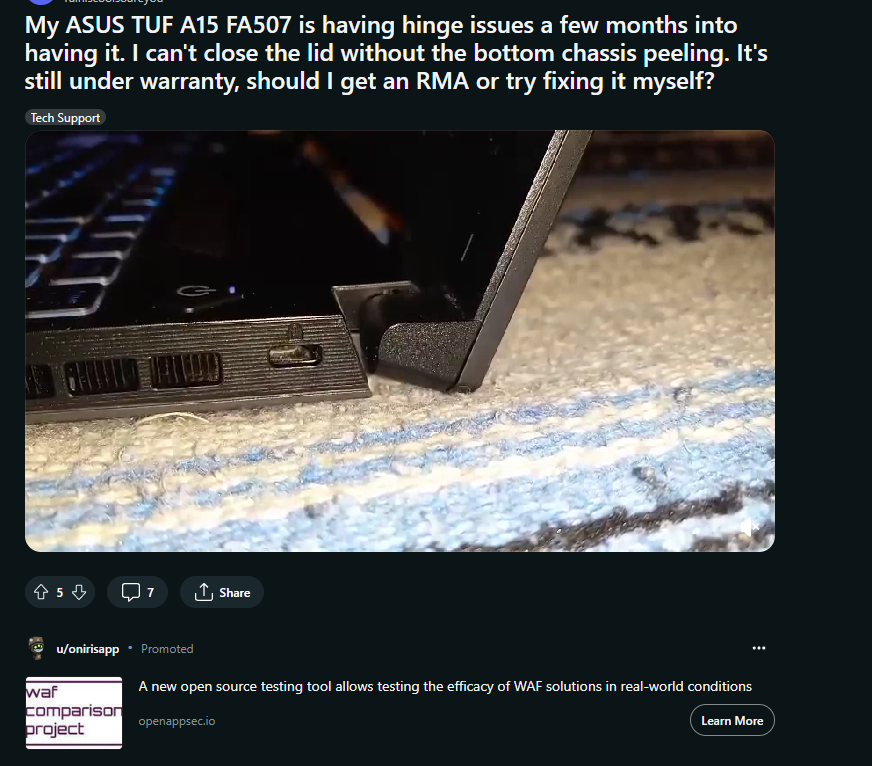 My ASUS TUF A15 FA507 is having hinge issues a few months into
having it. I can't close the lid without the bottom chassis peeling. It's
still under warranty, should I get an RMA or try fixing it myself?
Tech Support
5
7
Share
u/onirisapp • Promoted
waf
comparison
project
A new open source testing tool allows testing the efficacy of WAF solutions in real-world conditions
openappsec.io
Learn More